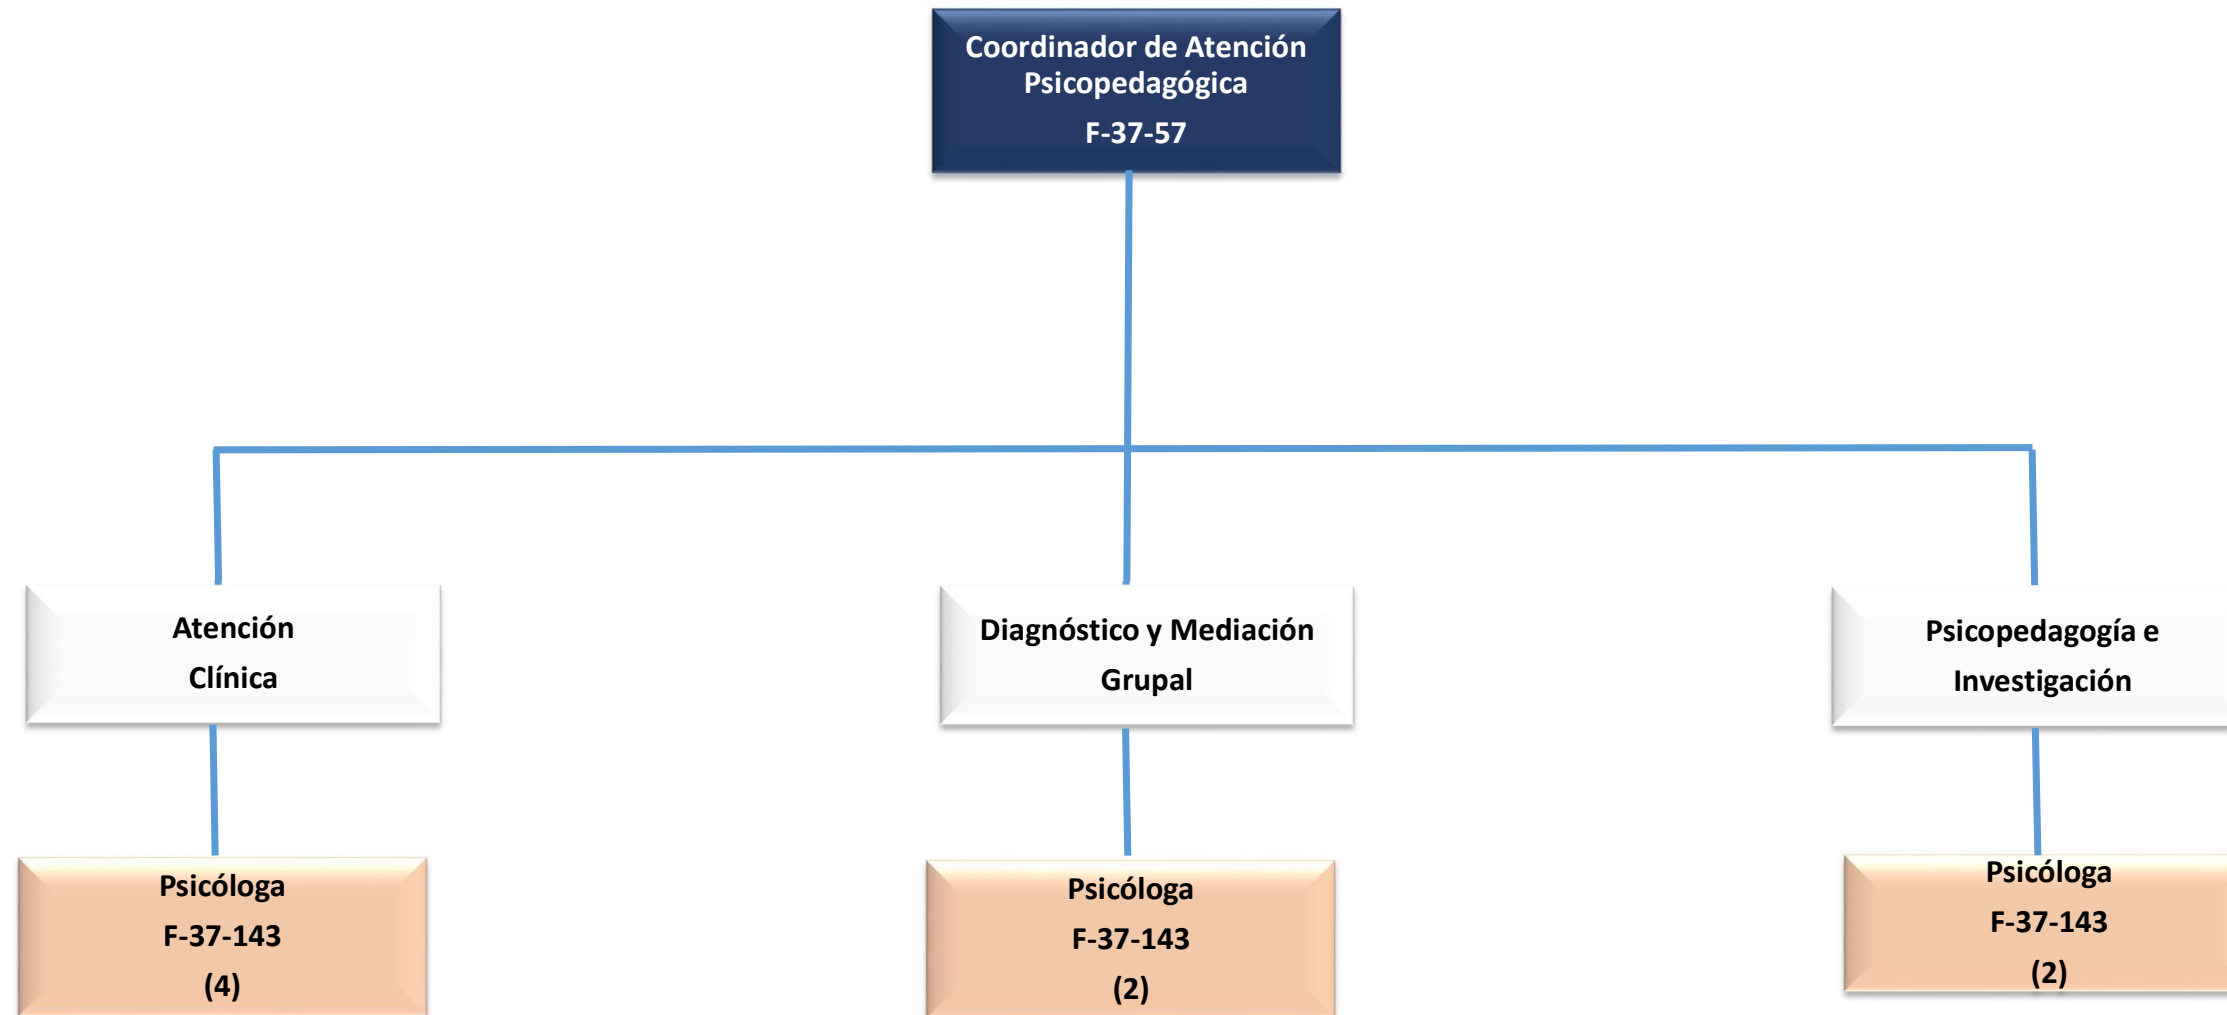 Coordinador de Atención
Psicopedagógica
F-37-57
Atención
Clínica
Diagnóstico y Mediación
Grupal
Psicopedagogía e
Investigación
Psicóloga
F-37-143
(4)
Psicóloga
F-37-143
(2)
Psicóloga
F-37-143
(2)